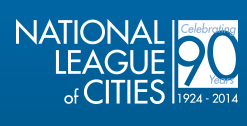 NATIONAL
LEAGUE
of CITIES
Celebrating
90
Years
1924 - 2014